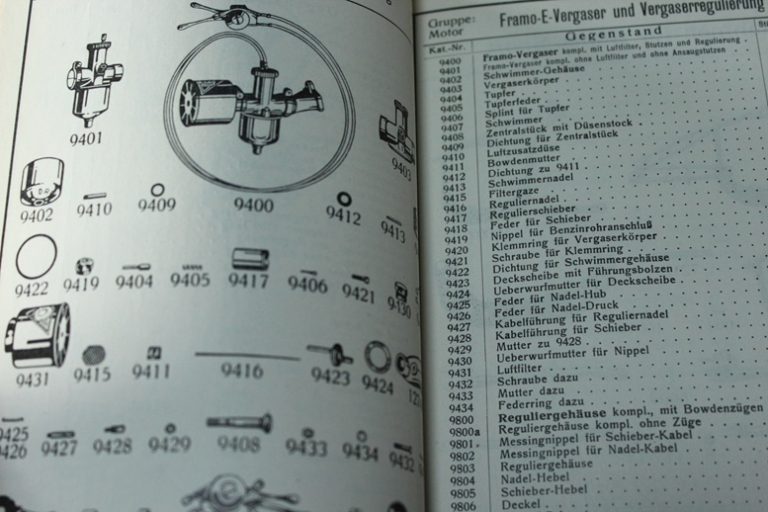 9401
9403
9402
9410
9409
9400
9412
9413
9422
9419
9404
9405
9417
9406
9421
9430
9431
9415
9411
9416
9423
9424
9425
9426
9427
9428
9429
9408
9433
9434
9432
Gruppe: Motor
Framo-E-Vergaser und Vergaserregulierung
Kat.-Nr. Gegenstand
9400 Framo-Vergaser kompl. mit Luftfilter, Stutzen und Regulierung
9401 Framo-Vergaser kompl. ohne Luftfilter und ohne Ansaugstutzen
9402 Schwimmer-Gehäuse
9403 Vergaserkörper
9404 Tupfer
9405 Tupferfeder
9406 Splint für Tupfer
9407 Schwimmer
9408 Zentralstück mit Düsenstock
9409 Dichtung für Zentralstück
9410 Luftzusatzdüse
9411 Bowdenmutter
9412 Dichtung zu 9411
9413 Schwimmernadel
9415 Filtergaze
9416 Reguliernadel
9417 Regulierschieber
9418 Feder für Schieber
9419 Nippel für Benzinrohranschluß
9420 Klemmring für Vergaserkörper
9421 Schraube für Klemmring
9422 Dichtung für Schwimmergehäuse
9423 Deckscheibe mit Führungsbolzen
9424 Ueberwurfmutter für Deckscheibe
9425 Feder für Nadel-Hub
9426 Feder für Nadel-Druck
9427 Kabelführung für Reguliernadel
9428 Kabelführung für Schieber
9429 Mutter zu 9428
9430 Ueberwurfmutter für Nippel
9431 Luftfilter
9432 Schraube dazu
9433 Mutter dazu
9434 Federring dazu
9800 Reguliergehäuse kompl., mit Bowdenzügen
9800a Reguliergehäuse kompl. ohne Züge
9801 Messingnippel für Schieber-Kabel
9802 Messingnippel für Nadel-Kabel
9803 Reguliergehäuse
9804 Nadel-Hebel
9805 Schieber-Hebel
9806 Deckel